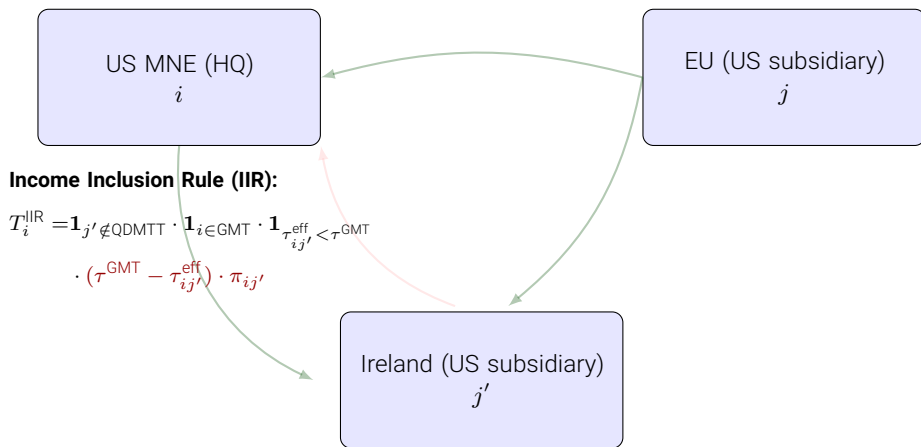 US MNE (HQ)
i
EU (US subsidiary)
j
Income Inclusion Rule (IIR):
T_i^{IIR} = 1_{j′∉QDMTT} · 1_{i∈GMT} · 1_{τ_{ij′}^{eff} < τ^{GMT}}
· (τ^{GMT} − τ_{ij′}^{eff}) · π_{ij′}
Ireland (US subsidiary)
j′